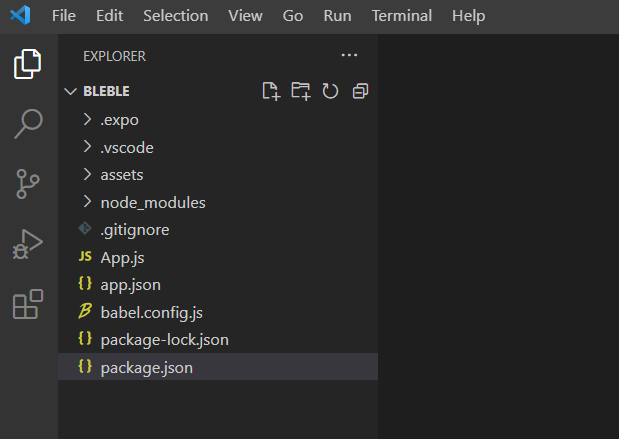 File Edit Selection View Go Run Terminal Help
EXPLORER
BLEBLE
.expo
.vscode
assets
node_modules
.gitignore
JS App.js
{} app.json
babel.config.js
{} package-lock.json
{} package.json